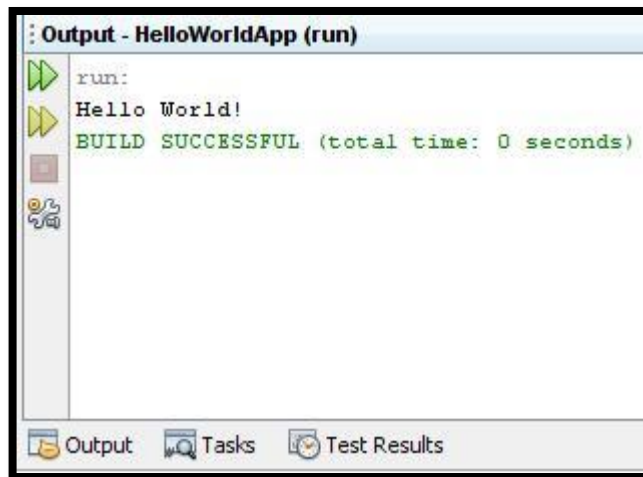 Output - HelloWorldApp (run)
run:
Hello World!
BUILD SUCCESSFUL (total time: 0 seconds)
Output Tasks Test Results